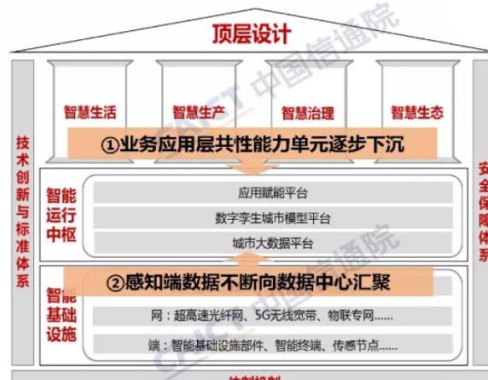 顶层设计
智慧生活
智慧生产
智慧治理
智慧生态
①业务应用层共性能力单元逐步下沉
技术创新与标准体系
安全保障体系
智能
运行
中枢
应用赋能平台
数字孪生城市模型平台
城市大数据平台
②感知端数据不断向数据中心汇聚
智能
基础
设施
网：超高速光纤网、5G无线宽带、物联专网......
端：智能基础设施部件、智能终端、传感节点......
CAICT 中国信通院
CAICT 中国信通院